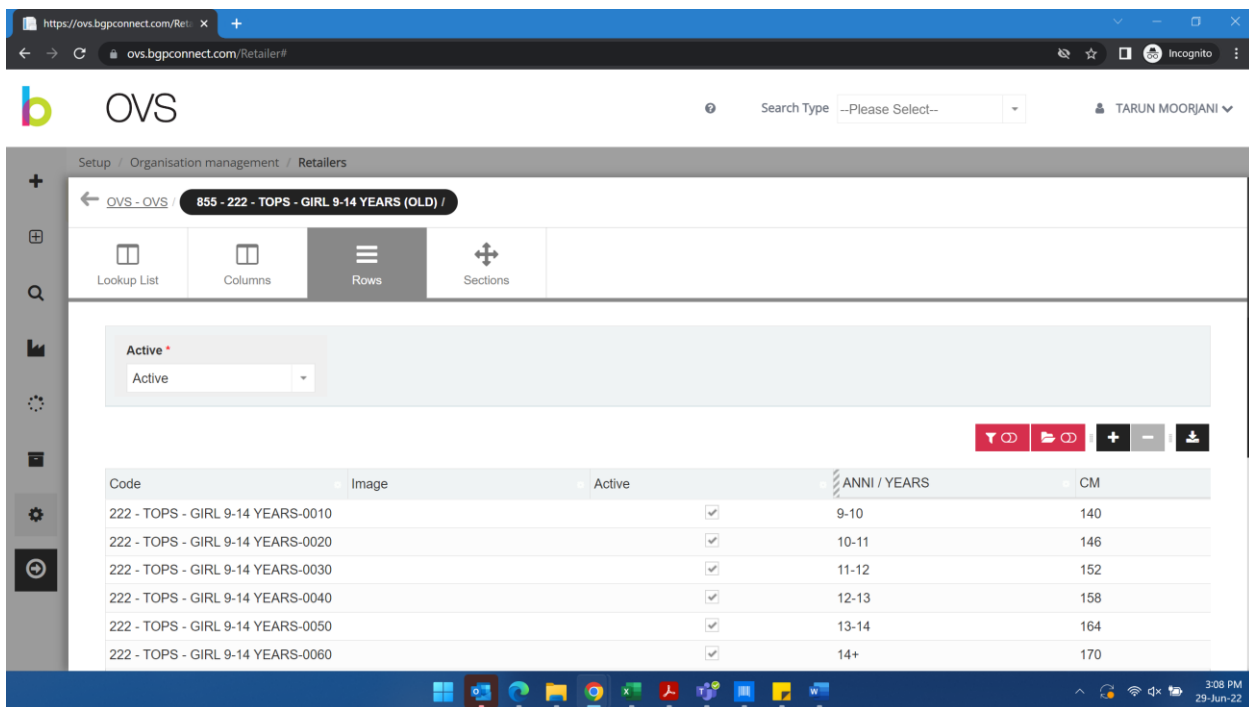 https://ovs.bgpconnect.com/Reta
ovs.bgpconnect.com/Retailer#
Incognito
b OVS
Search Type --Please Select--
TARUN MOORJANI
Setup / Organisation management / Retailers
OVS - OVS / 855 - 222 - TOPS - GIRL 9-14 YEARS (OLD) /
Lookup List Columns Rows Sections
Active *
Active
Code Image Active ANNI / YEARS CM
222 - TOPS - GIRL 9-14 YEARS-0010 9-10 140
222 - TOPS - GIRL 9-14 YEARS-0020 10-11 146
222 - TOPS - GIRL 9-14 YEARS-0030 11-12 152
222 - TOPS - GIRL 9-14 YEARS-0040 12-13 158
222 - TOPS - GIRL 9-14 YEARS-0050 13-14 164
222 - TOPS - GIRL 9-14 YEARS-0060 14+ 170
3:08 PM
29-Jun-22